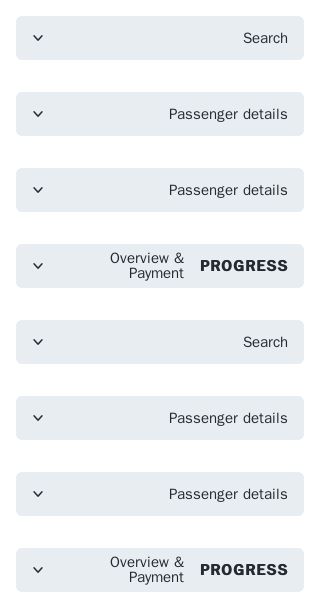 Search
Passenger details
Passenger details
Overview &
Payment
PROGRESS
Search
Passenger details
Passenger details
Overview &
Payment
PROGRESS